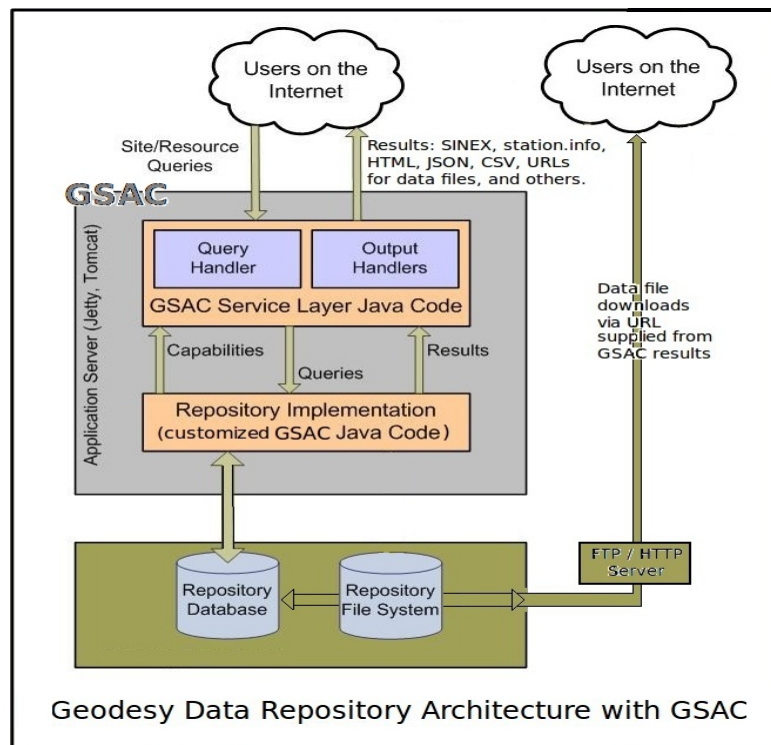 Users on the
Internet
Users on the
Internet
Site/Resource
Queries
Results: SINEX, station.info,
HTML, JSON, CSV, URLs
for data files, and others.
GSAC
Application Server (Jetty, Tomcat)
Query
Handler
Output
Handlers
GSAC Service Layer Java Code
Capabilities
Queries
Results
Repository Implementation
(customized GSAC Java Code)
Data file
downloads
via URL
supplied from
GSAC results
FTP / HTTP
Server
Repository
Database
Repository
File System
Geodesy Data Repository Architecture with GSAC